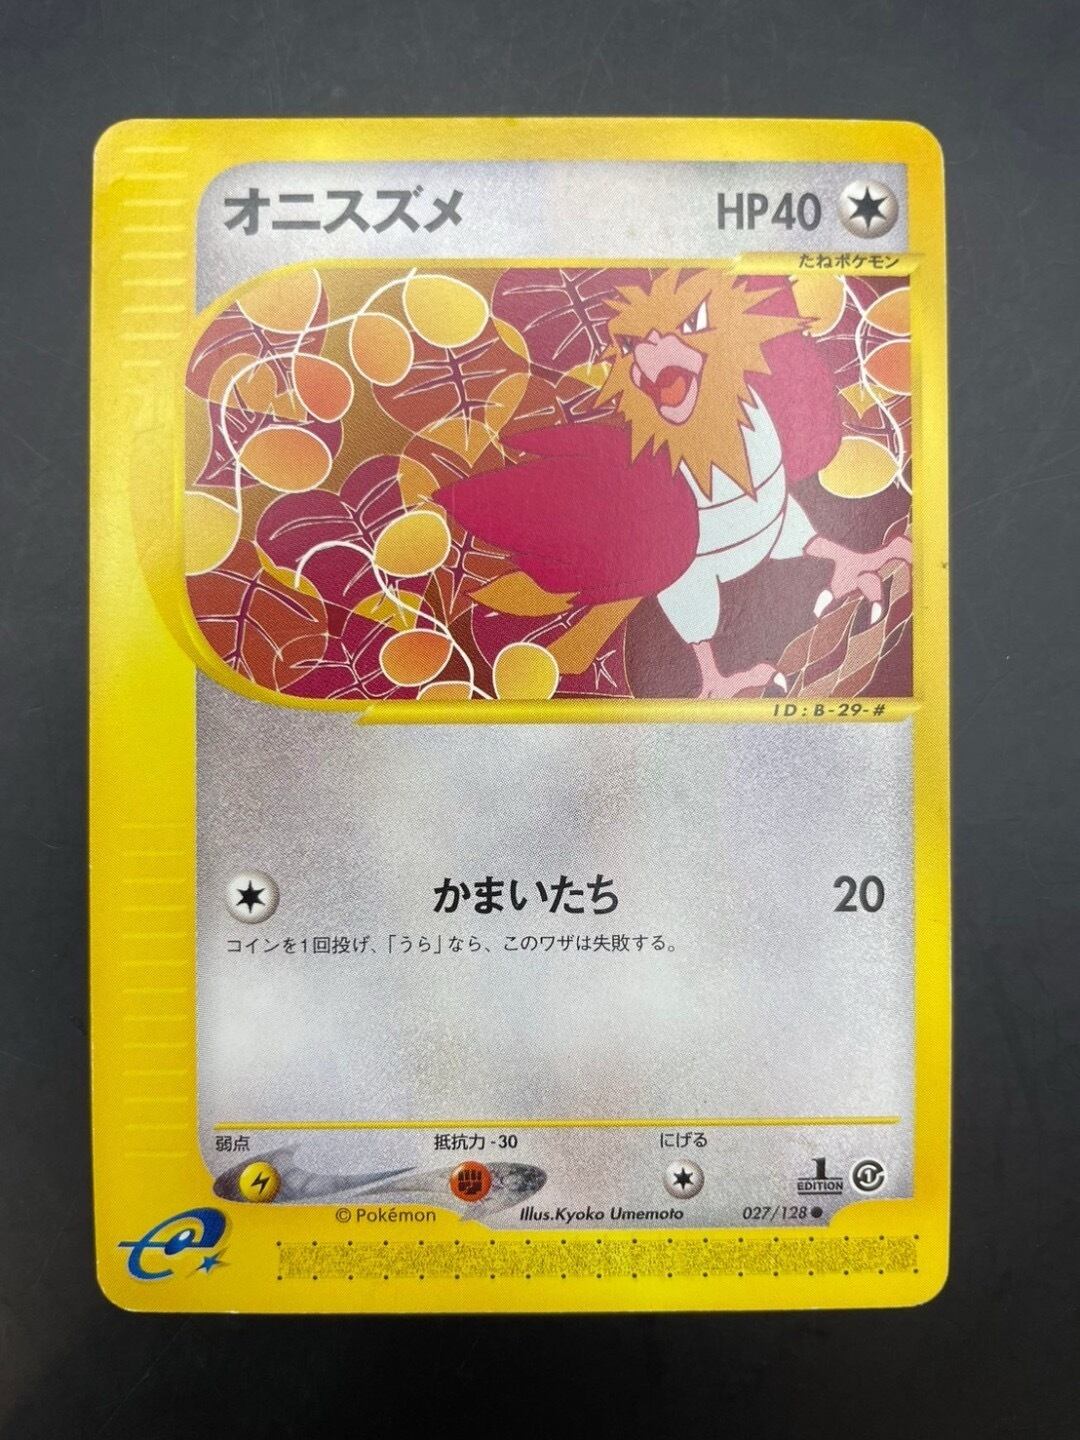 オニスズメ HP40
たねポケモン
ID:B-29-#
かまいたち 20
コインを1回投げ、「うら」なら、このワザは失敗する。
弱点 抵抗力 -30 にげる
1 EDITION
© Pokémon Illus.Kyoko Umemoto 027/128 ●
e